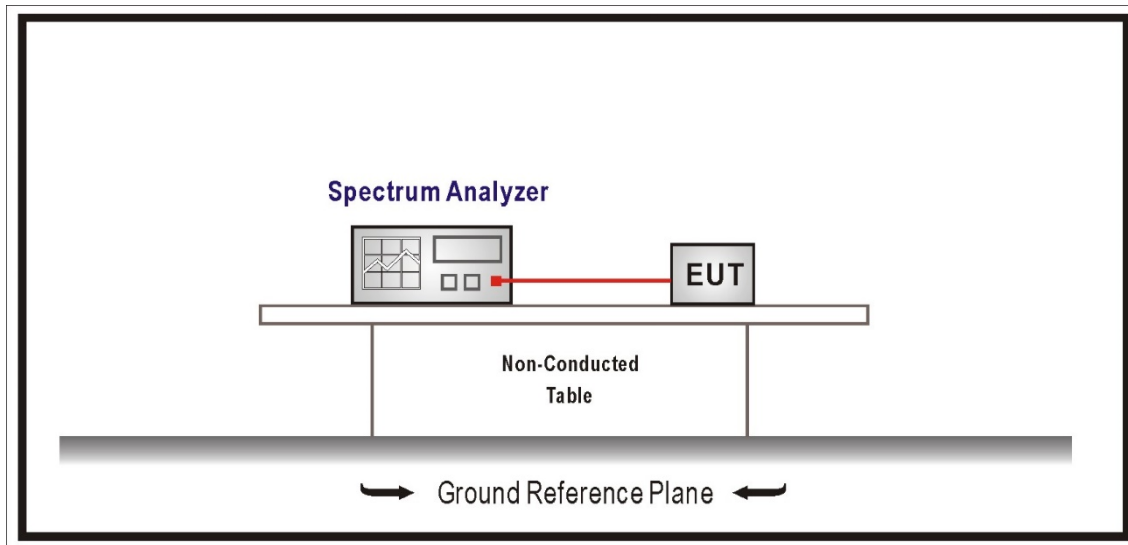 Spectrum Analyzer
EUT
Non-Conducted
Table
Ground Reference Plane